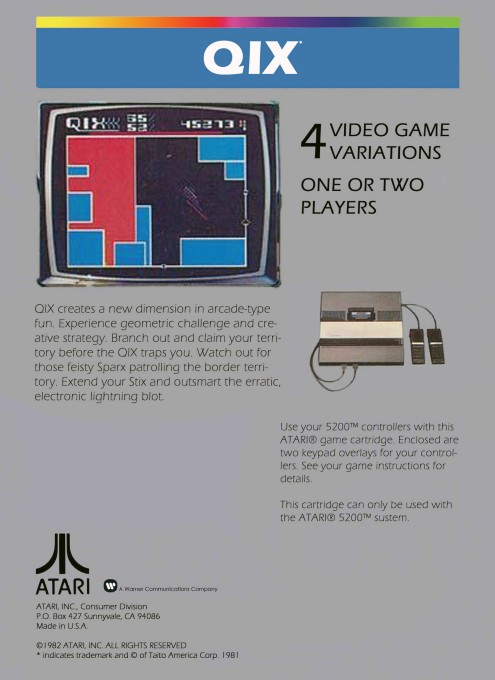 QIX*
QIX 35
52 45273
4 VIDEO GAME
VARIATIONS
ONE OR TWO
PLAYERS
QIX creates a new dimension in arcade-type
fun. Experience geometric challenge and cre-
ative strategy. Branch out and claim your terri-
tory before the QIX traps you. Watch out for
those feisty Sparx patrolling the border terri-
tory. Extend your Stix and outsmart the erratic,
electronic lightning blot.
Use your 5200™ controllers with this
ATARI® game cartridge. Enclosed are
two keypad overlays for your control-
lers. See your game instructions for
details.
This cartridge can only be used with
the ATARI® 5200™ sustem.
ATARI
A Warner Communications Company
ATARI, INC., Consumer Division
P.O. Box 427 Sunnyvale, CA 94086
Made in U.S.A.
©1982 ATARI, INC. ALL RIGHTS RESERVED
* indicates trademark and © of Taito America Corp. 1981